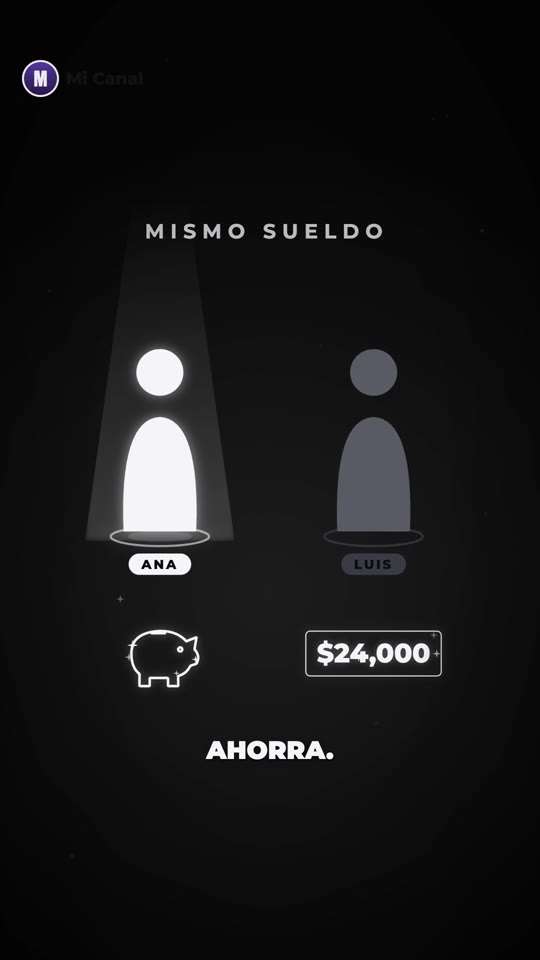 M Mi Canal
MISMO SUELDO
ANA
LUIS
$24,000
AHORRA.